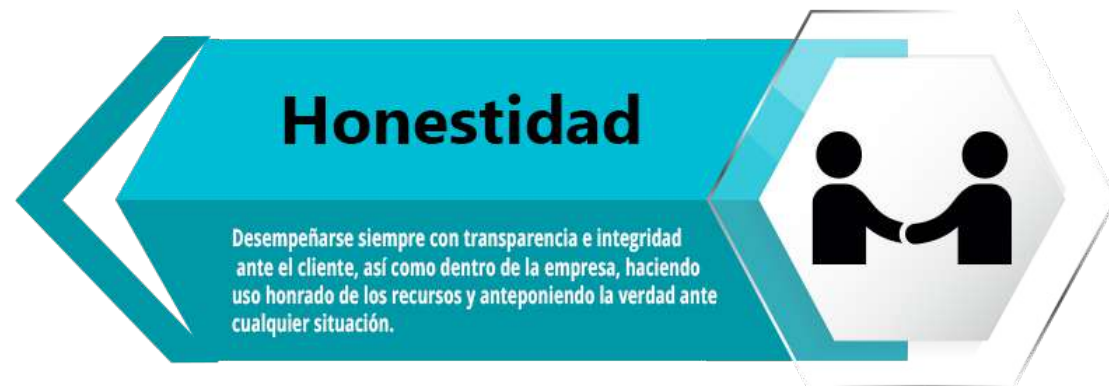 Honestidad
Desempeñarse siempre con transparencia e integridad
ante el cliente, así como dentro de la empresa, haciendo
uso honrado de los recursos y anteponiendo la verdad ante
cualquier situación.